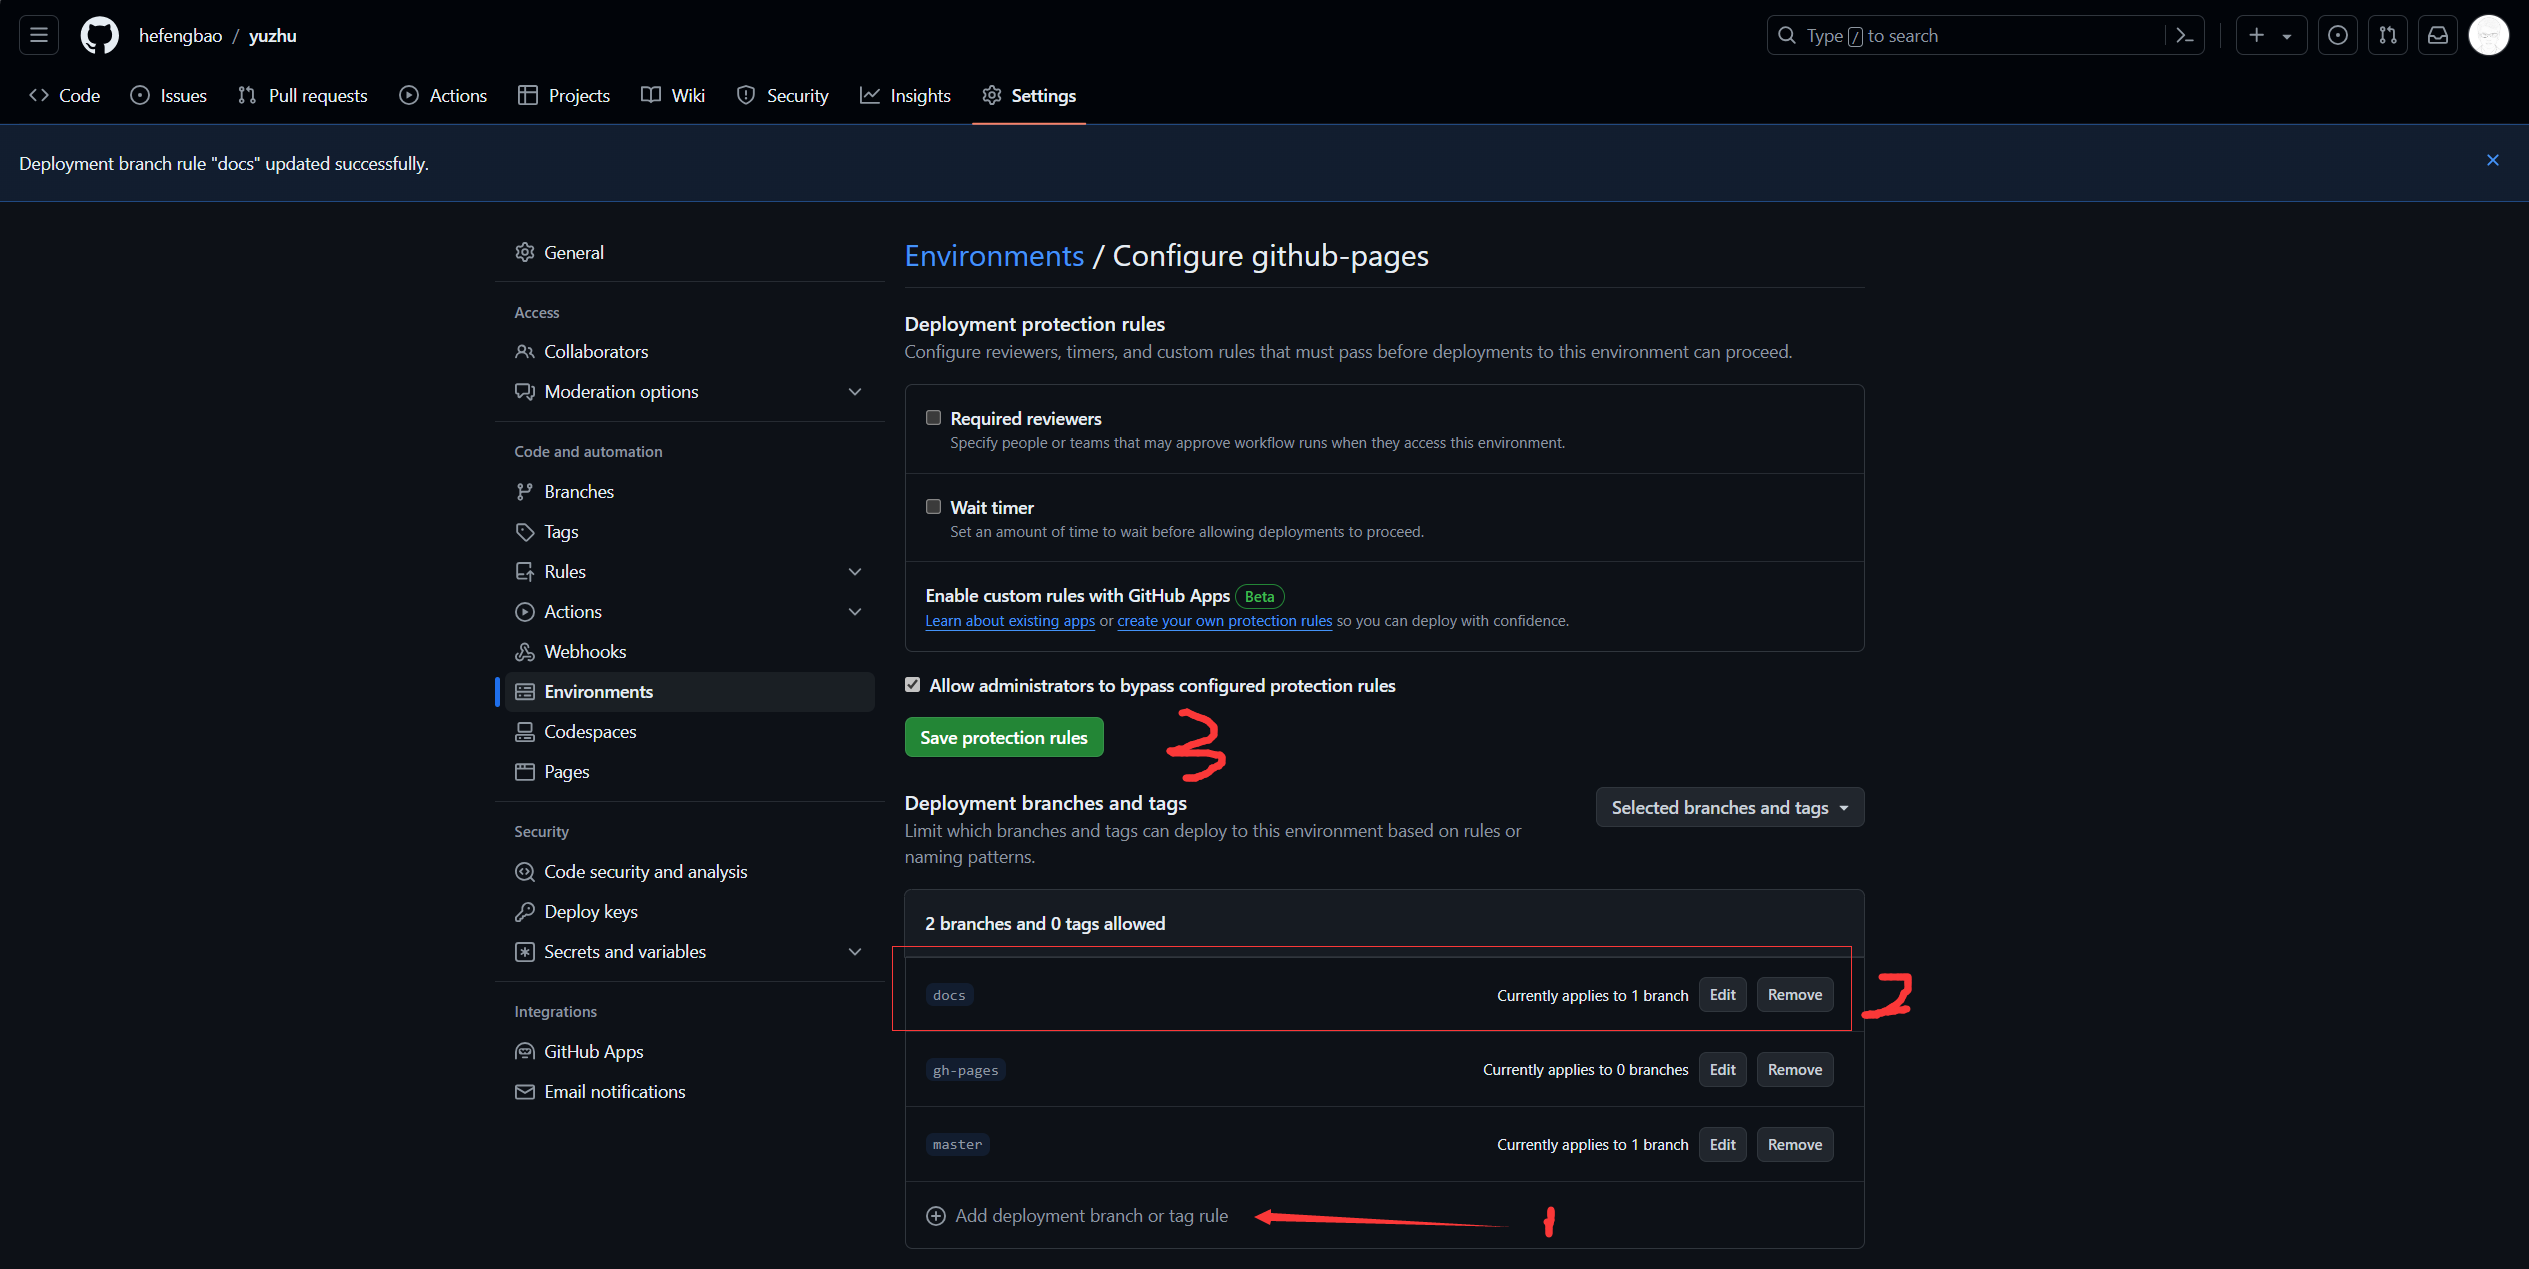 hefengbao / yuzhu
Type / to search
Code
Issues
Pull requests
Actions
Projects
Wiki
Security
Insights
Settings
Deployment branch rule "docs" updated successfully.
General
Access
Collaborators
Moderation options
Code and automation
Branches
Tags
Rules
Actions
Webhooks
Environments
Codespaces
Pages
Security
Code security and analysis
Deploy keys
Secrets and variables
Integrations
GitHub Apps
Email notifications
Environments / Configure github-pages
Deployment protection rules
Configure reviewers, timers, and custom rules that must pass before deployments to this environment can proceed.
Required reviewers
Specify people or teams that may approve workflow runs when they access this environment.
Wait timer
Set an amount of time to wait before allowing deployments to proceed.
Enable custom rules with GitHub Apps Beta
Learn about existing apps or create your own protection rules so you can deploy with confidence.
Allow administrators to bypass configured protection rules
Save protection rules
3
Deployment branches and tags
Selected branches and tags
Limit which branches and tags can deploy to this environment based on rules or
naming patterns.
2 branches and 0 tags allowed
docs Currently applies to 1 branch Edit Remove
2
gh-pages Currently applies to 0 branches Edit Remove
master Currently applies to 1 branch Edit Remove
Add deployment branch or tag rule
1